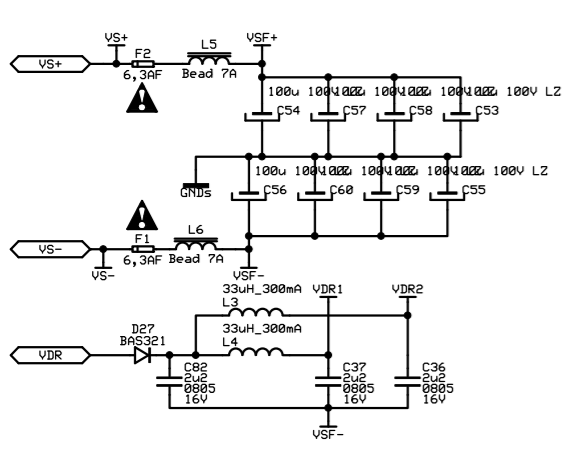 VS+
VSF+
F2
L5
VS+
6,3AF
Bead 7A
100u 100V LZ
C54
C57
C58
C53
GNDs
100u 100V LZ
C56
C60
C59
C55
F1
L6
VS-
6,3AF
Bead 7A
VS-
VSF-
33uH_300mA
VDR1
VDR2
L3
33uH_300mA
D27
BAS321
L4
VDR
C82
2u2
0805
16V
C37
2u2
0805
16V
C36
2u2
0805
16V
VSF-